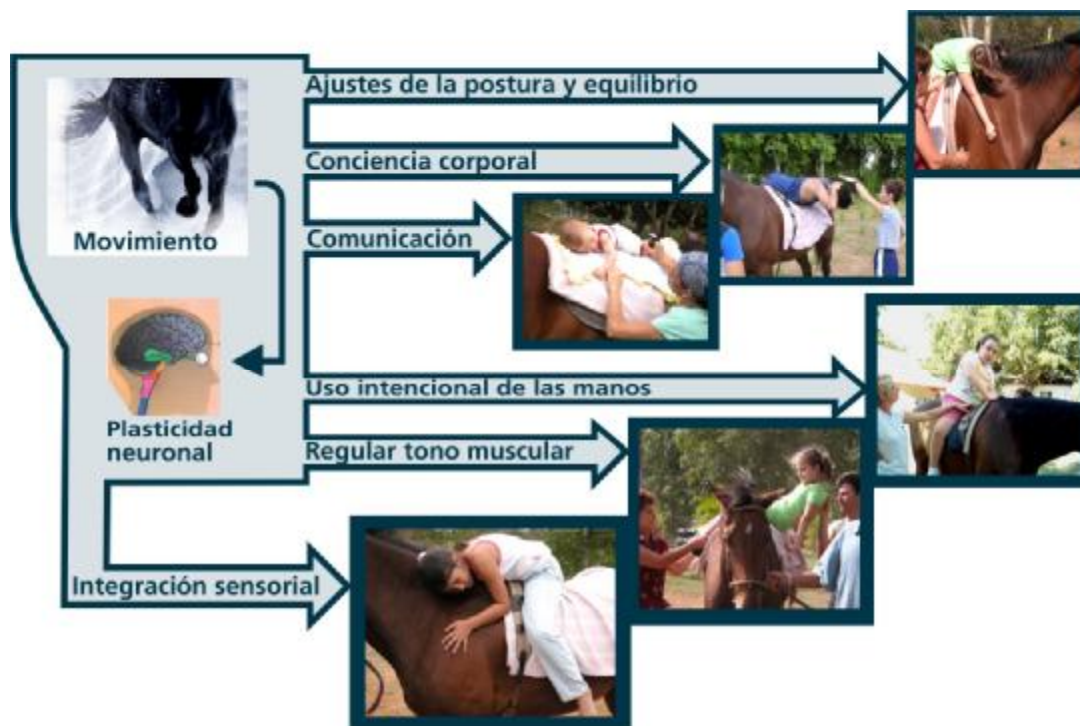 Ajustes de la postura y equilibrio
Conciencia corporal
Movimiento
Comunicación
Uso intencional de las manos
Plasticidad
neuronal
Regular tono muscular
Integración sensorial